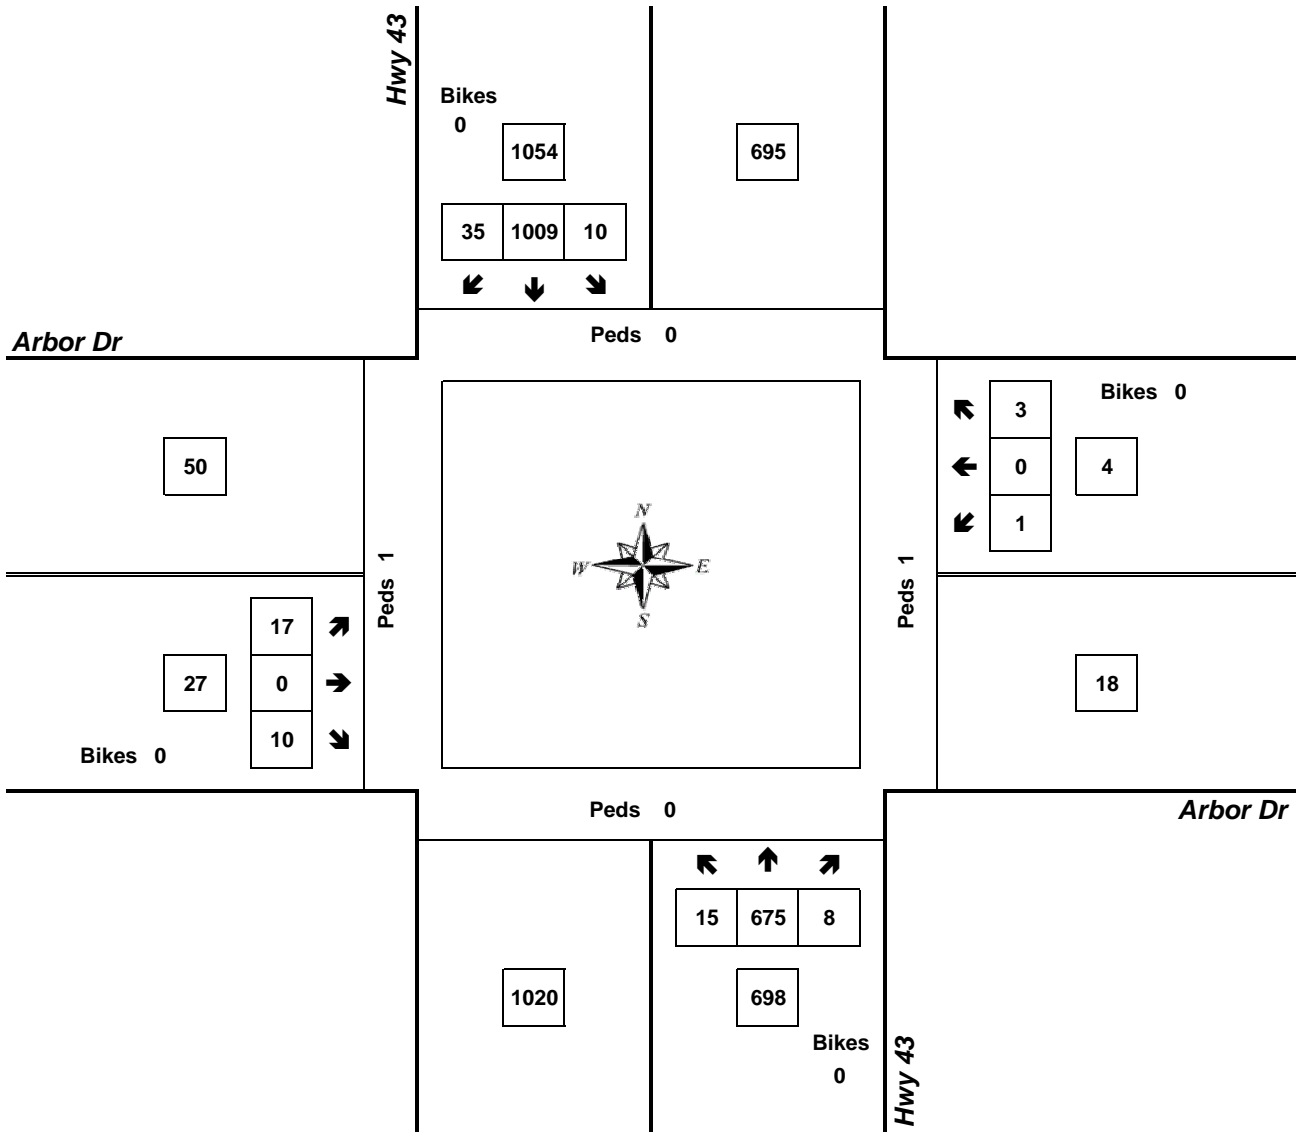 Hwy 43
Bikes
0
1054
695
35 1009 10
Peds 0
Arbor Dr
Bikes 0
3
0
1
4
50
N
W E
S
Peds 1
Peds 1
17
0
10
27
18
Bikes 0
Peds 0
Arbor Dr
15 675 8
1020
698
Bikes
0
Hwy 43